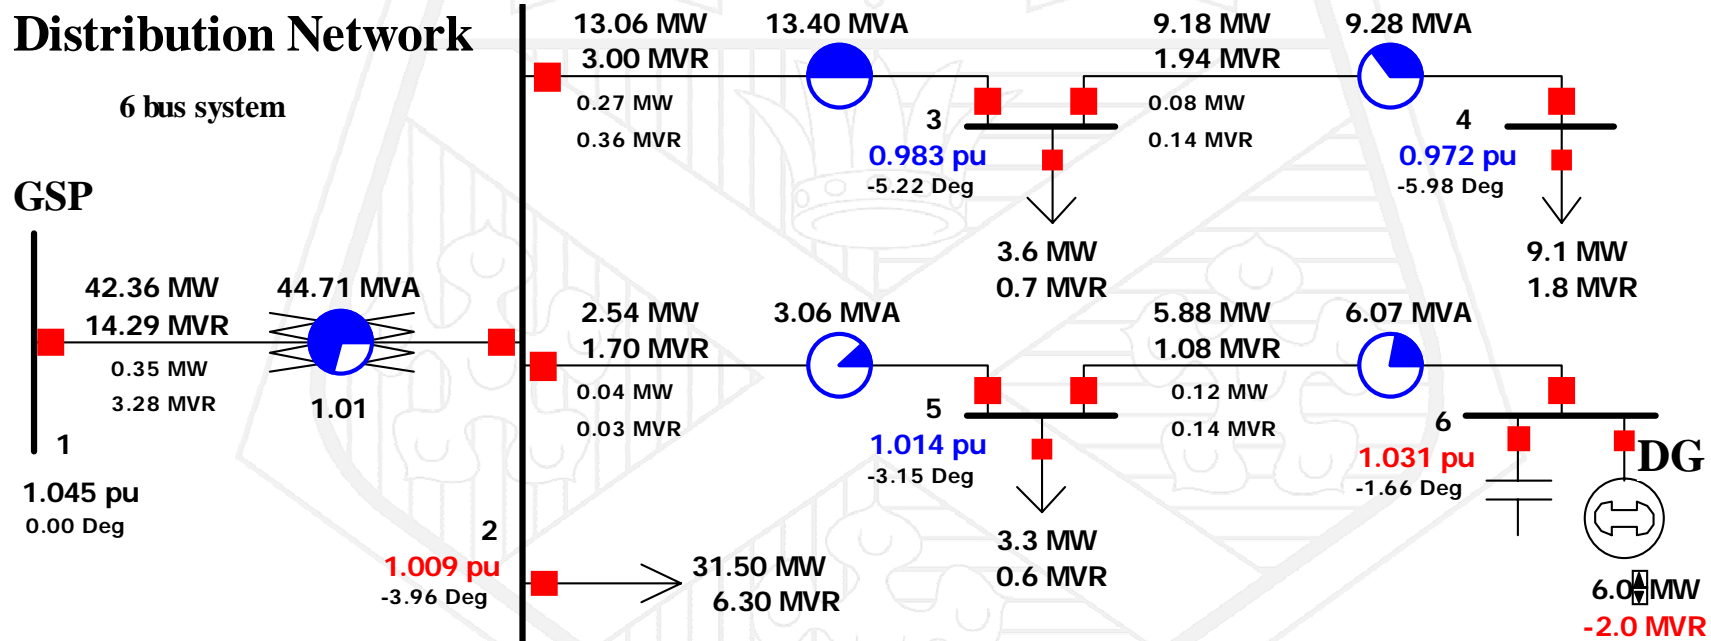 Distribution Network
6 bus system
GSP
1
1.045 pu
0.00 Deg
42.36 MW
14.29 MVR
0.35 MW
3.28 MVR
44.71 MVA
1.01
2
1.009 pu
-3.96 Deg
13.06 MW
3.00 MVR
0.27 MW
0.36 MVR
13.40 MVA
3
0.983 pu
-5.22 Deg
3.6 MW
0.7 MVR
9.18 MW
1.94 MVR
0.08 MW
0.14 MVR
9.28 MVA
4
0.972 pu
-5.98 Deg
9.1 MW
1.8 MVR
2.54 MW
1.70 MVR
0.04 MW
0.03 MVR
3.06 MVA
5
1.014 pu
-3.15 Deg
3.3 MW
0.6 MVR
5.88 MW
1.08 MVR
0.12 MW
0.14 MVR
6.07 MVA
6
1.031 pu
-1.66 Deg
DG
6.0 MW
-2.0 MVR
31.50 MW
6.30 MVR